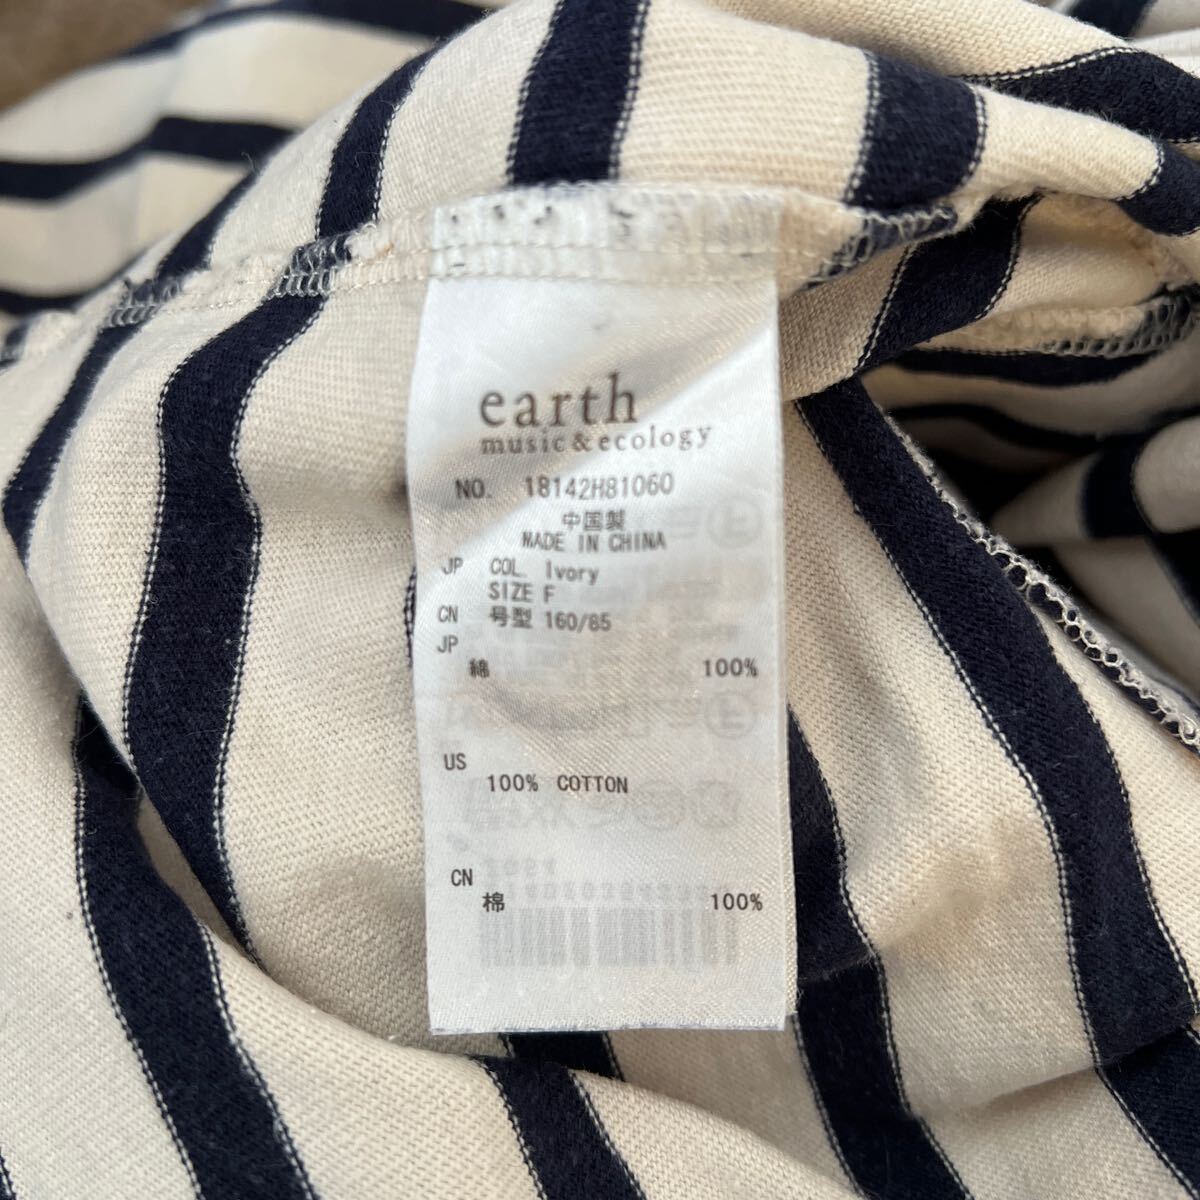 earth
music&ecology
NO. 18142H81060
中国製
MADE IN CHINA
JP COL. Ivory
SIZE F
CN 号型 160/85
JP
綿 100%
US
100% COTTON
CN
棉 100%